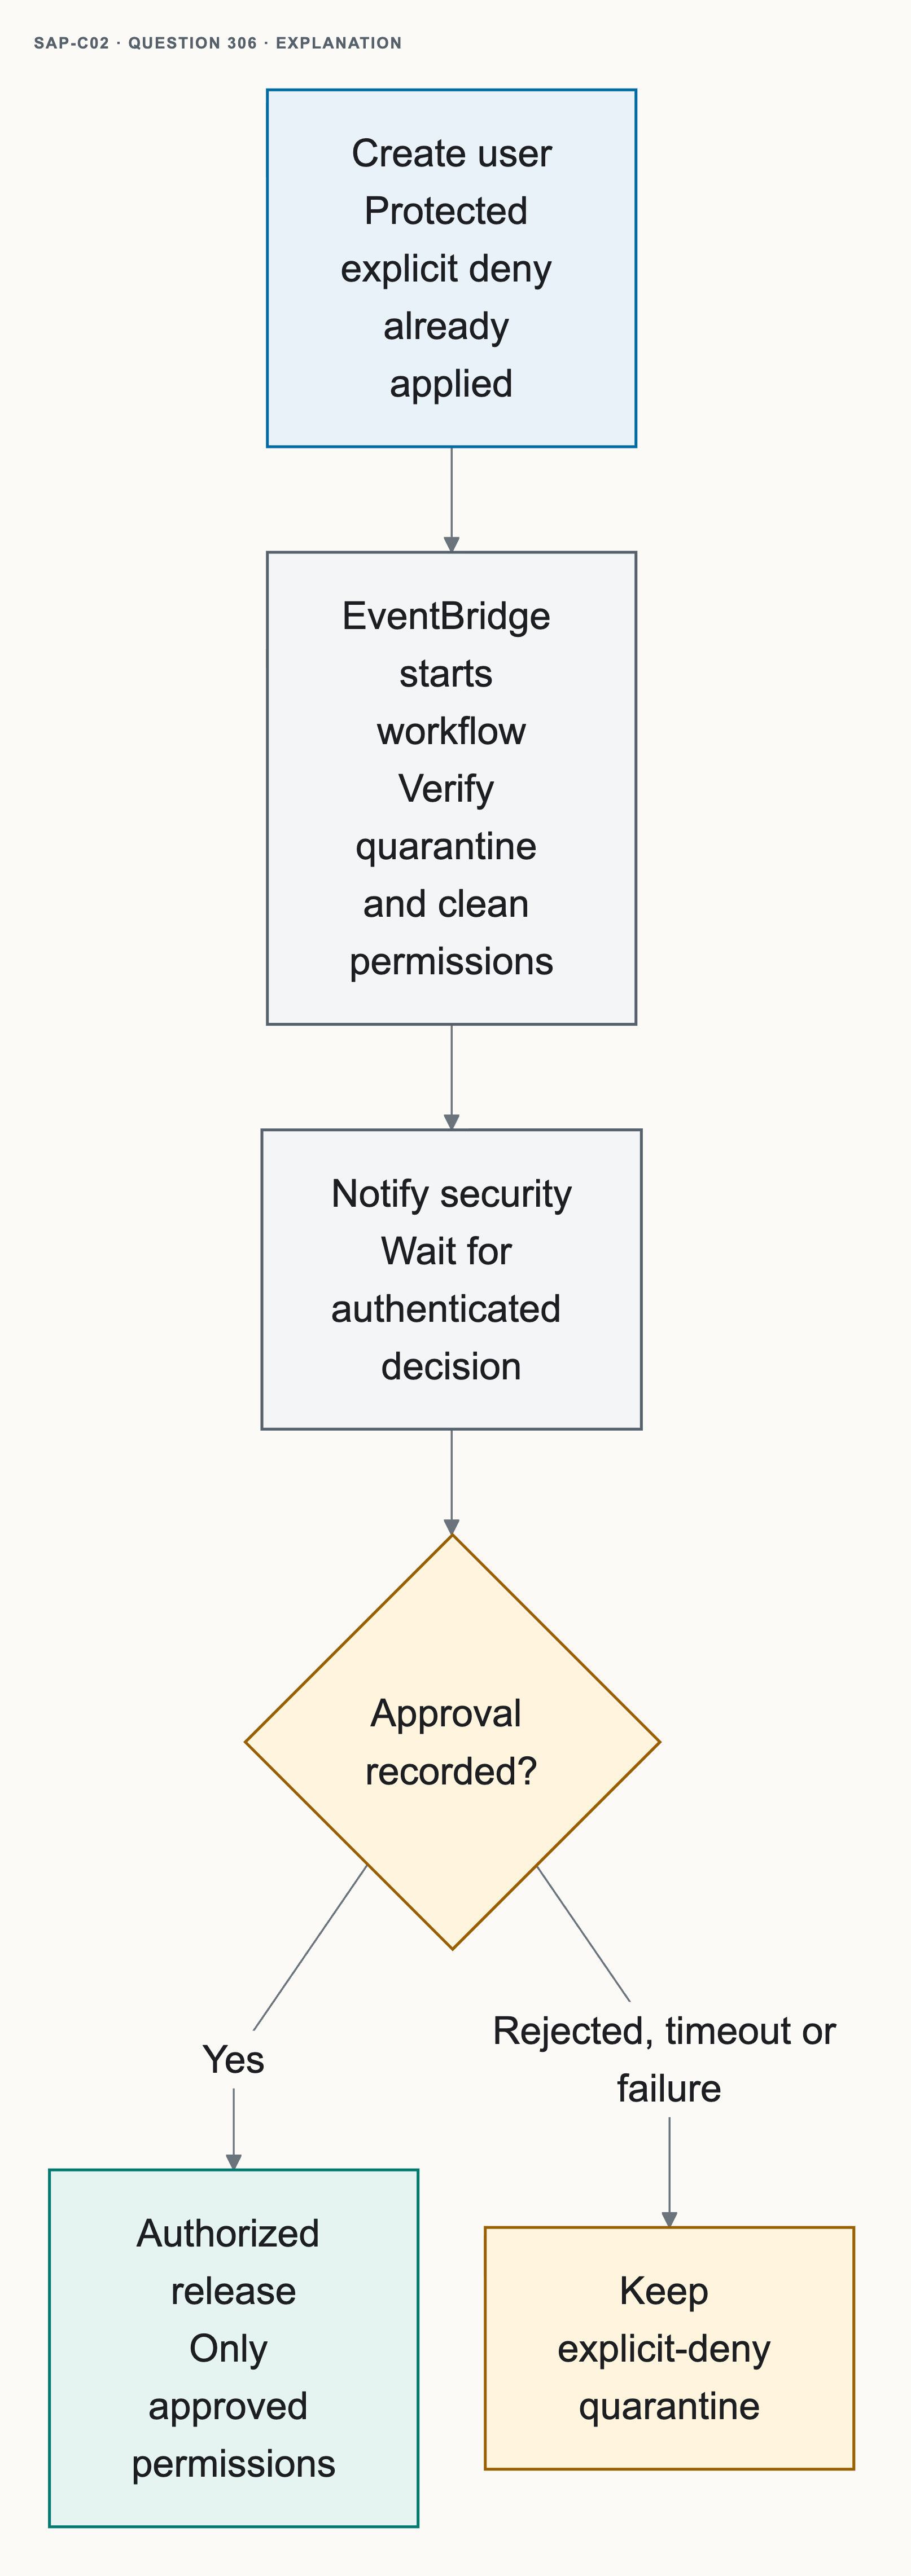 SAP-C02 · QUESTION 306 · EXPLANATION
Create user
Protected
explicit deny
already
applied
EventBridge
starts
workflow
Verify
quarantine
and clean
permissions
Notify security
Wait for
authenticated
decision
Approval
recorded?
Yes
Rejected, timeout or
failure
Authorized
release
Only
approved
permissions
Keep
explicit-deny
quarantine